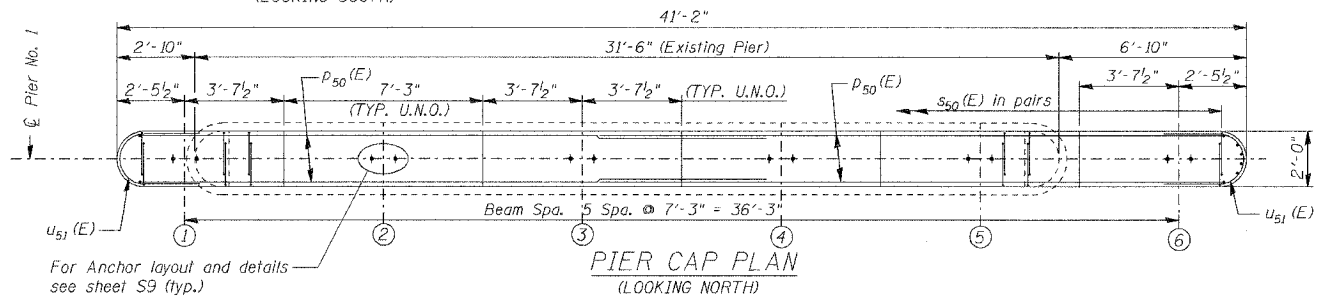 (LOOKING SOUTH)
41'-2"
2'-10"
31'-6" (Existing Pier)
6'-10"
℄ Pier No. 1
2'-5½"
3'-7½"
p50(E)
7'-3"
(TYP. U.N.O.)
3'-7½"
3'-7½"
(TYP. U.N.O.)
p50(E)
3'-7½"
2'-5½"
s50(E) in pairs
2'-0"
Beam Spa. 5 Spa. @ 7'-3" = 36'-3"
u51(E)
u51(E)
1
2
3
4
5
6
For Anchor layout and details
see sheet S9 (typ.)
PIER CAP PLAN
(LOOKING NORTH)